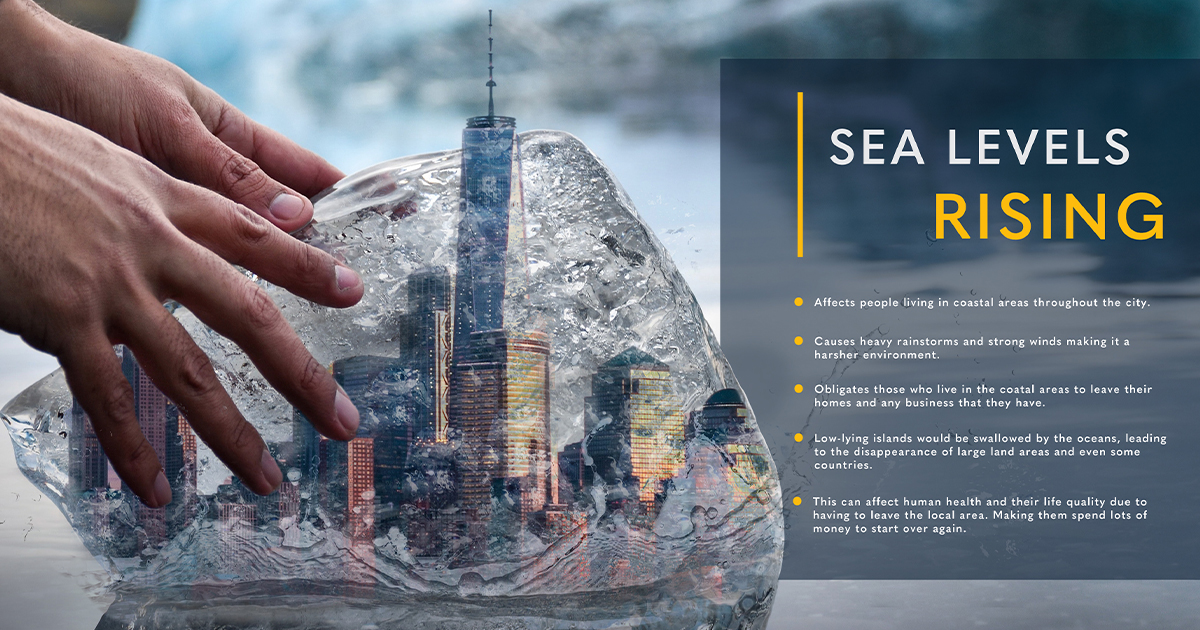 SEA LEVELS
RISING
Affects people living in coastal areas throughout the city.
Causes heavy rainstorms and strong winds making it a
harsher environment.
Obligates those who live in the coatal areas to leave their
homes and any business that they have.
Low-lying islands would be swallowed by the oceans, leading
to the disappearance of large land areas and even some
countries.
This can affect human health and their life quality due to
having to leave the local area. Making them spend lots of
money to start over again.